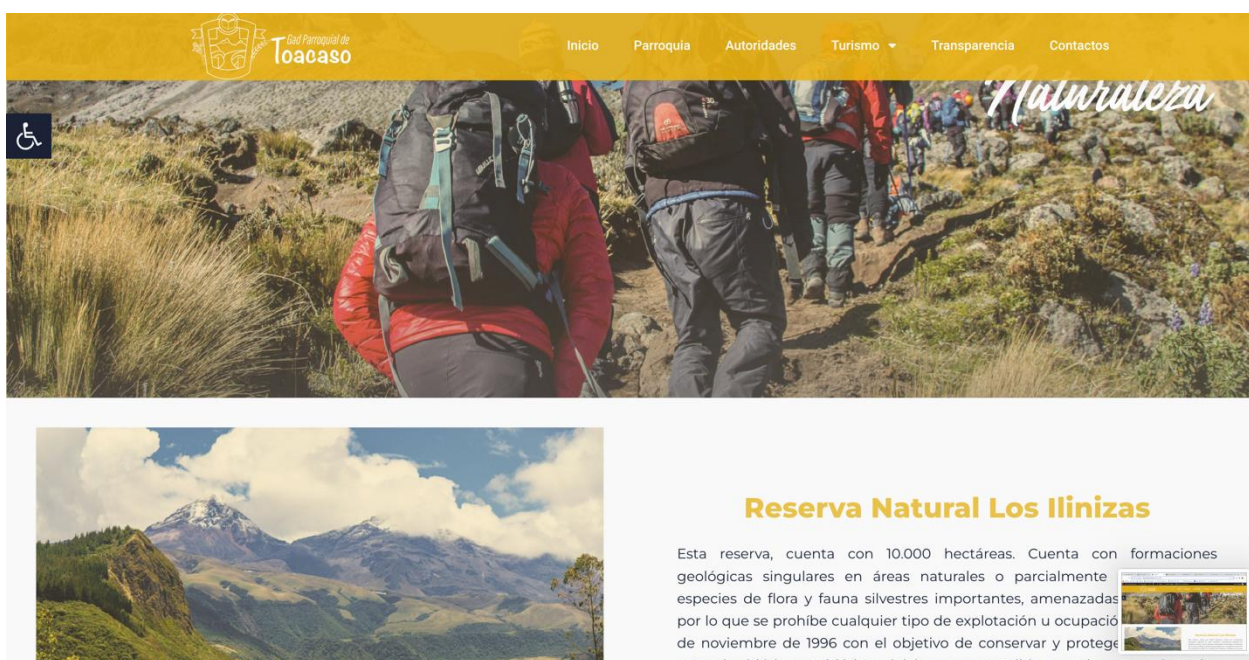 Gad Parroquial de
Toacaso
Inicio Parroquia Autoridades Turismo Transparencia Contactos
Naturaleza
Reserva Natural Los Ilinizas
Esta reserva, cuenta con 10.000 hectáreas. Cuenta con formaciones
geológicas singulares en áreas naturales o parcialmente
especies de flora y fauna silvestres importantes, amenazadas
por lo que se prohíbe cualquier tipo de explotación u ocupació
de noviembre de 1996 con el objetivo de conservar y protege